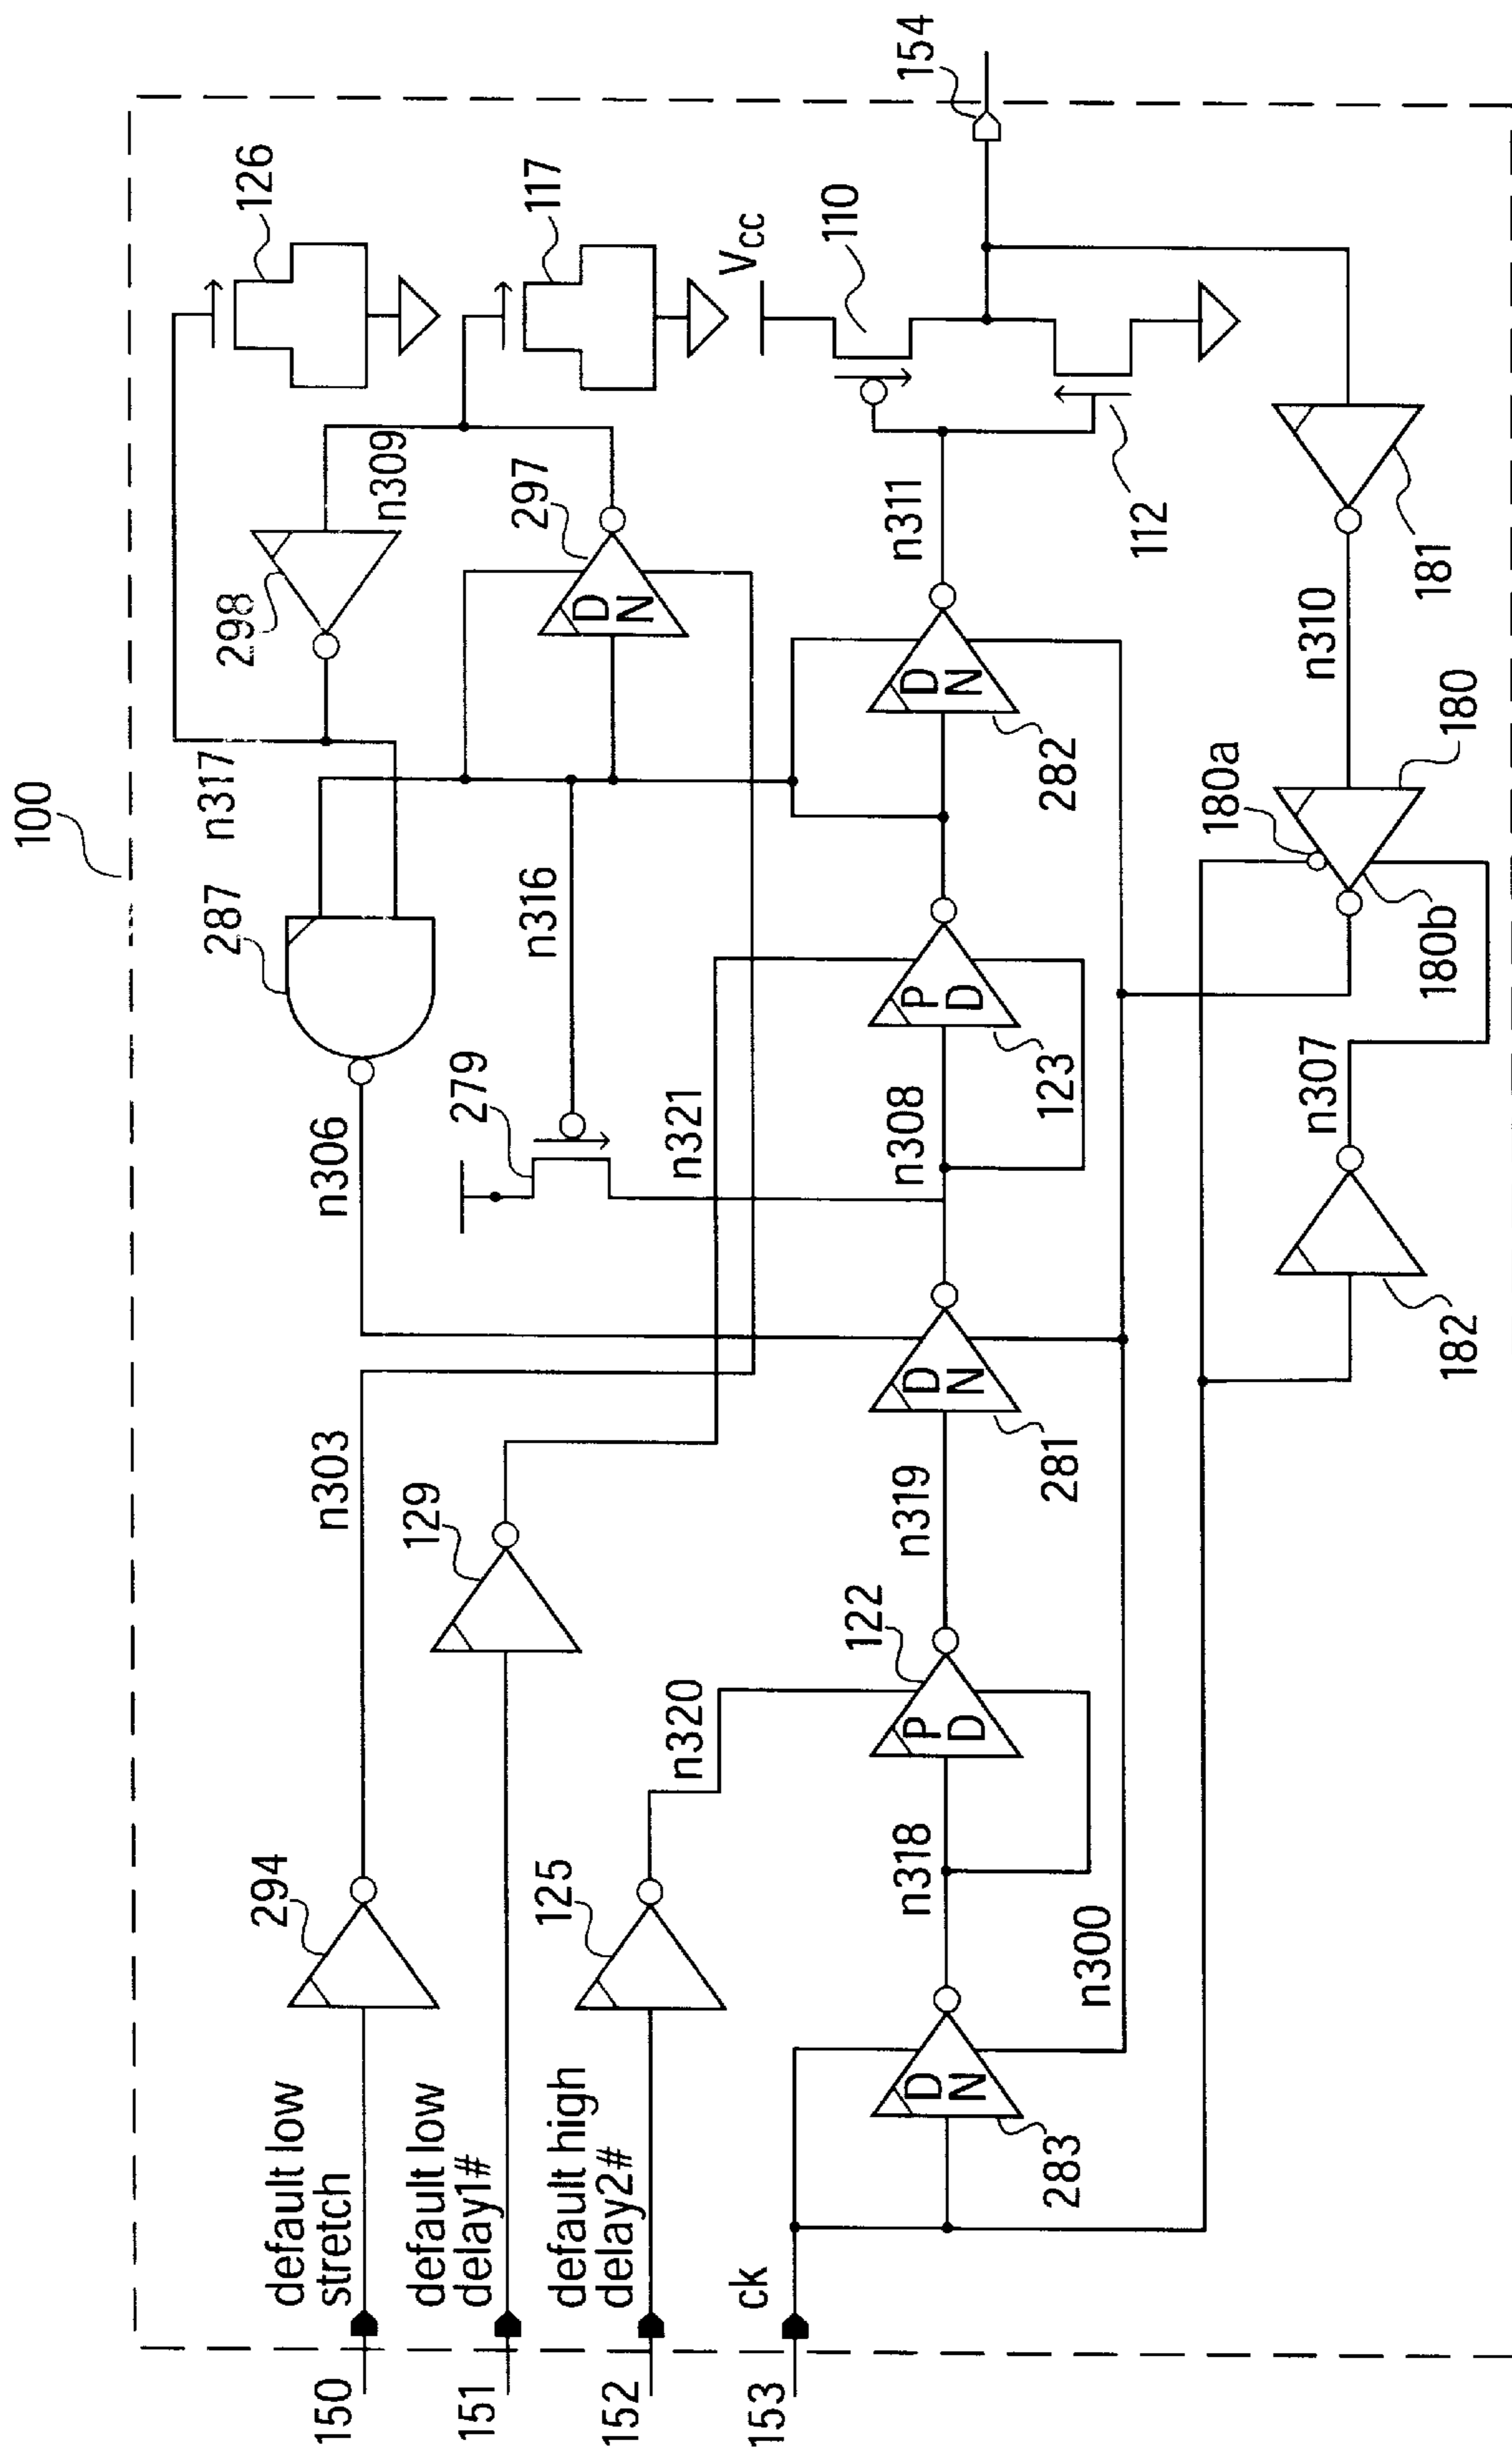 100
150
default low
stretch
294
n303
n306
287
n317
298
n309
126
151
default low
delay1#
129
279
n316
297
D
N
117
152
default high
delay2#
125
n320
n321
Vcc
153
ck
283
D
N
n318
122
P
D
n319
281
D
N
n308
123
P
D
282
D
N
n311
110
112
154
n300
182
n307
180a
180b
180
n310
181